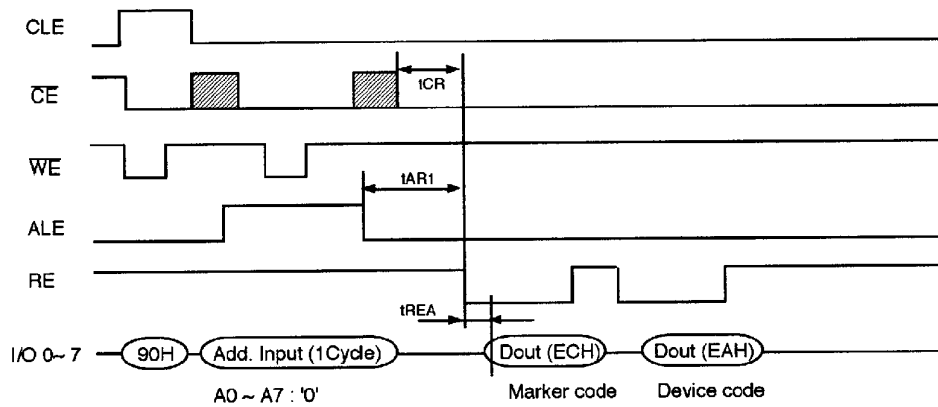 CLE
CE
tCR
WE
tAR1
ALE
RE
tREA
I/O 0~7
90H
Add. Input (1Cycle)
Dout (ECH)
Dout (EAH)
A0 ~ A7 : '0'
Marker code
Device code